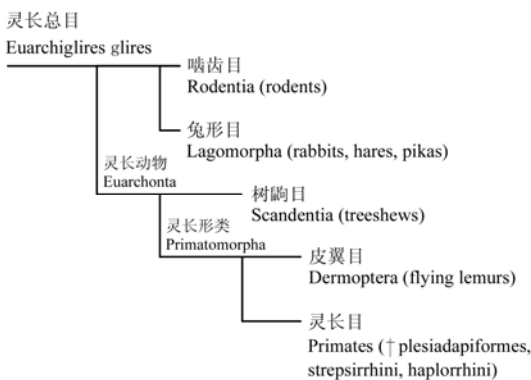 灵长总目
Euarchiglires glires
啮齿目
Rodentia (rodents)
兔形目
Lagomorpha (rabbits, hares, pikas)
灵长动物
Euarchonta
树鼩目
Scandentia (treeshews)
灵长形类
Primatomorpha
皮翼目
Dermoptera (flying lemurs)
灵长目
Primates (†plesiadapiformes,
strepsirrhini, haplorrhini)